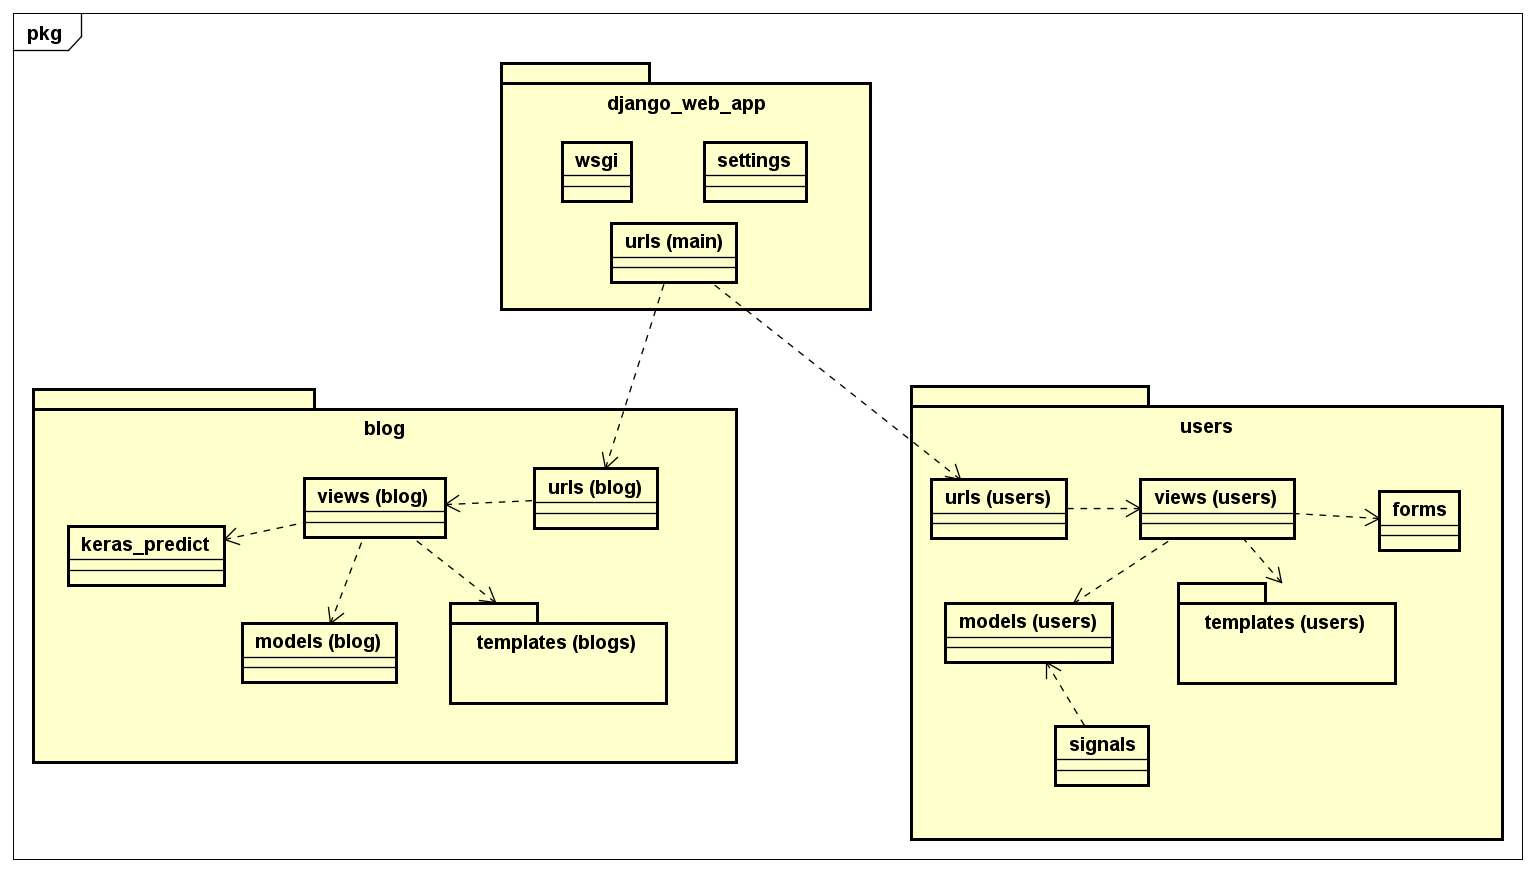 pkg
django_web_app
wsgi
settings
urls (main)
blog
views (blog)
urls (blog)
keras_predict
models (blog)
templates (blogs)
users
urls (users)
views (users)
forms
models (users)
templates (users)
signals